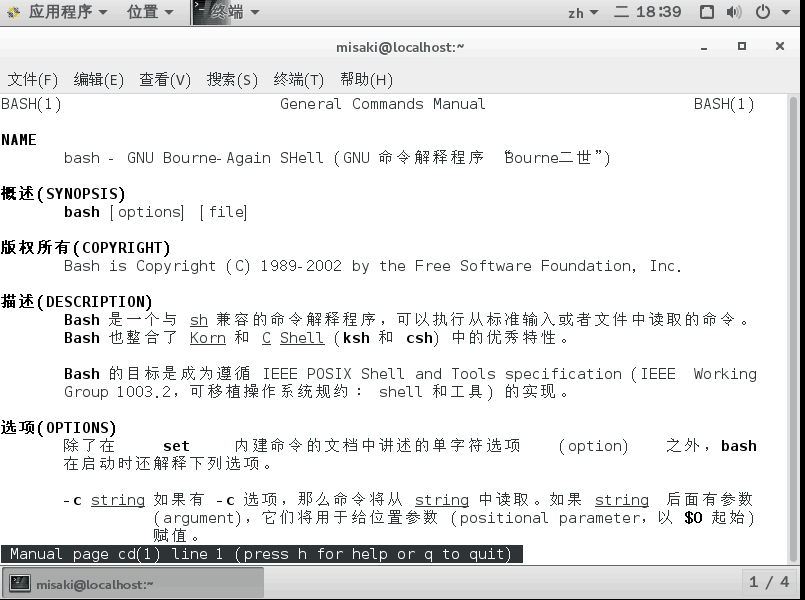 应用程序 位置 终端 zh 二 18:39
misaki@localhost:~
文件(F) 编辑(E) 查看(V) 搜索(S) 终端(T) 帮助(H)
BASH(1) General Commands Manual BASH(1)
NAME
bash - GNU Bourne-Again SHell (GNU 命令解释程序 “Bourne二世”)
概述(SYNOPSIS)
bash [options] [file]
版权所有(COPYRIGHT)
Bash is Copyright (C) 1989-2002 by the Free Software Foundation, Inc.
描述(DESCRIPTION)
Bash 是一个与 sh 兼容的命令解释程序，可以执行从标准输入或者文件中读取的命令。
Bash 也整合了 Korn 和 C Shell (ksh 和 csh) 中的优秀特性。
Bash 的目标是成为遵循 IEEE POSIX Shell and Tools specification (IEEE Working
Group 1003.2，可移植操作系统规约： shell 和工具) 的实现。
选项(OPTIONS)
除了在 set 内建命令的文档中讲述的单字符选项 (option) 之外，bash
在启动时还解释下列选项。
-c string 如果有 -c 选项，那么命令将从 string 中读取。如果 string 后面有参数
(argument)，它们将用于给位置参数 (positional parameter，以 $0 起始)
赋值。
Manual page cd(1) line 1 (press h for help or q to quit)
misaki@localhost:~ 1 / 4